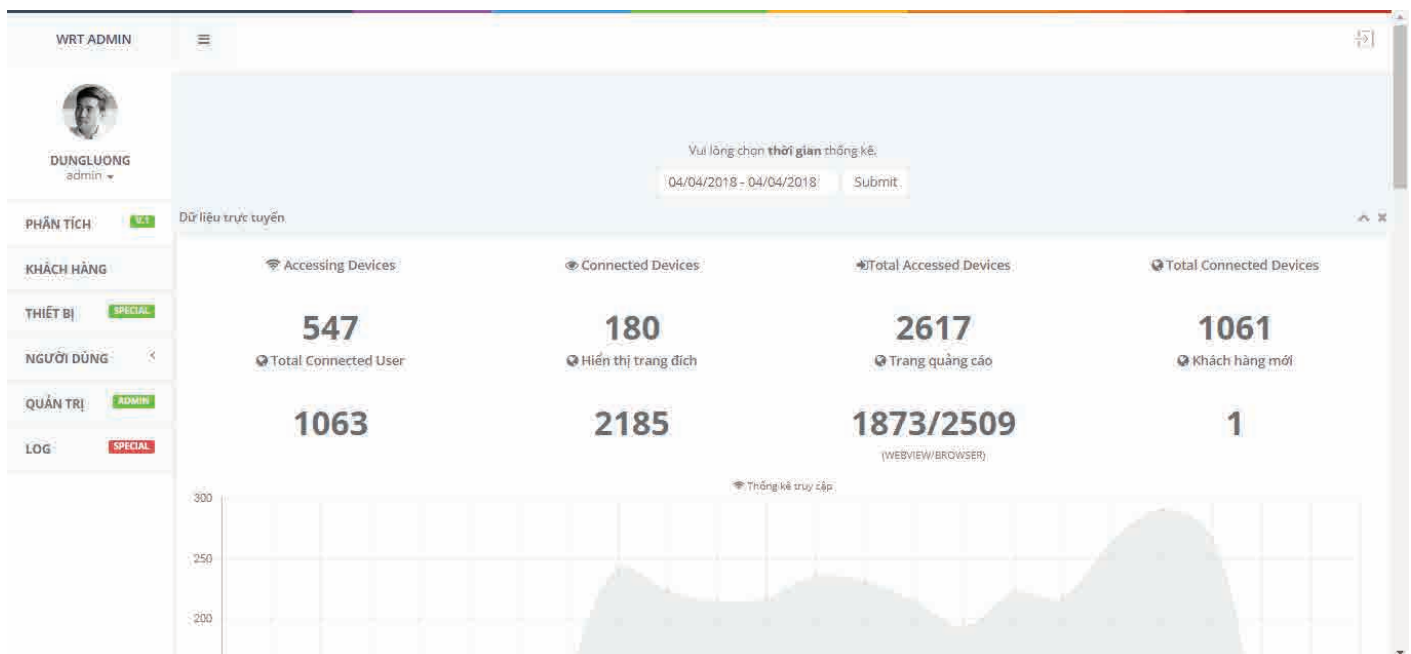 WRT ADMIN
DUNGLUONG
admin
PHÂN TÍCH V.1
KHÁCH HÀNG
THIẾT BỊ SPECIAL
NGƯỜI DÙNG
QUẢN TRỊ ADMIN
LOG SPECIAL
Vui lòng chọn thời gian thống kê.
04/04/2018 - 04/04/2018 Submit
Dữ liệu trực tuyến
Accessing Devices Connected Devices Total Accessed Devices Total Connected Devices
547 180 2617 1061
Total Connected User Hiển thị trang đích Trang quảng cáo Khách hàng mới
1063 2185 1873/2509 1
(WEBVIEW/BROWSER)
Thống kê truy cập
300
250
200